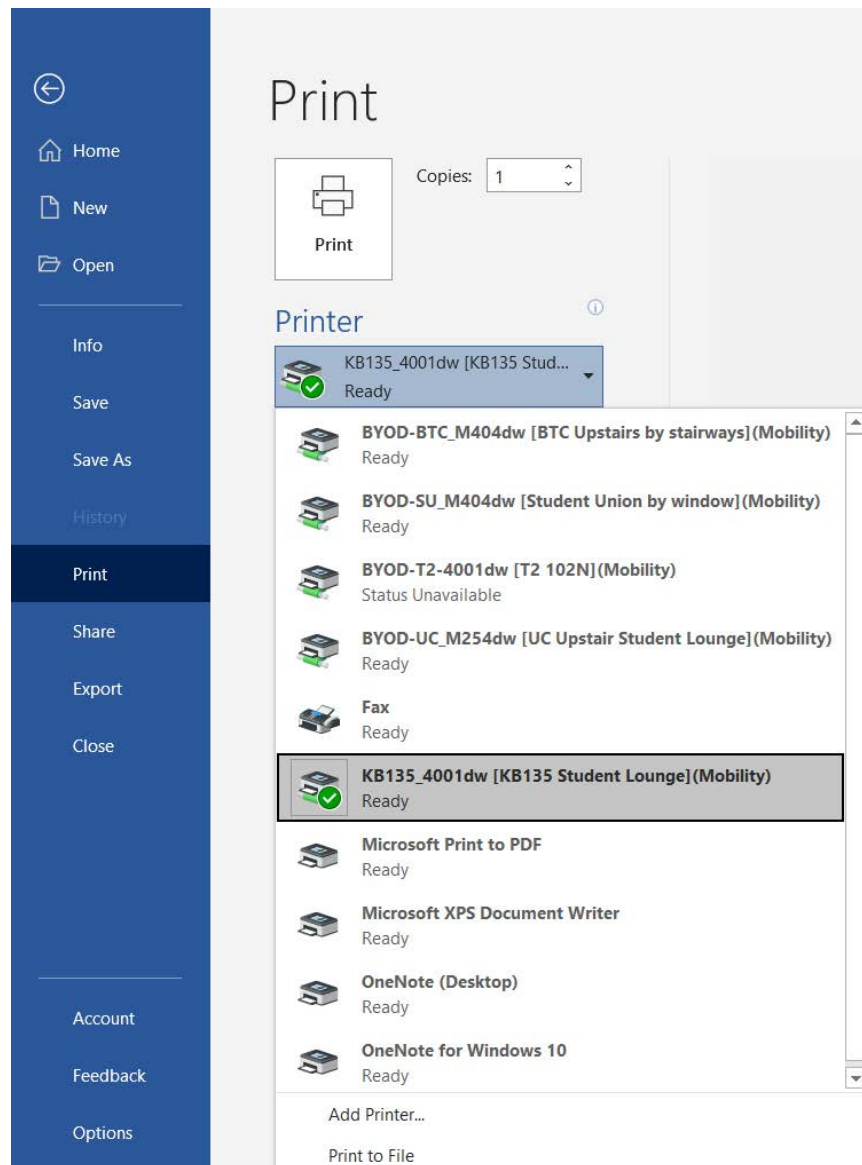 Print
Home
New
Open
Info
Save
Save As
History
Print
Share
Export
Close
Account
Feedback
Options
Copies: 1
Print
Printer
KB135_4001dw [KB135 Stud...
Ready
BYOD-BTC_M404dw [BTC Upstairs by stairways](Mobility)
Ready
BYOD-SU_M404dw [Student Union by window](Mobility)
Ready
BYOD-T2-4001dw [T2 102N](Mobility)
Status Unavailable
BYOD-UC_M254dw [UC Upstair Student Lounge](Mobility)
Ready
Fax
Ready
KB135_4001dw [KB135 Student Lounge](Mobility)
Ready
Microsoft Print to PDF
Ready
Microsoft XPS Document Writer
Ready
OneNote (Desktop)
Ready
OneNote for Windows 10
Ready
Add Printer...
Print to File